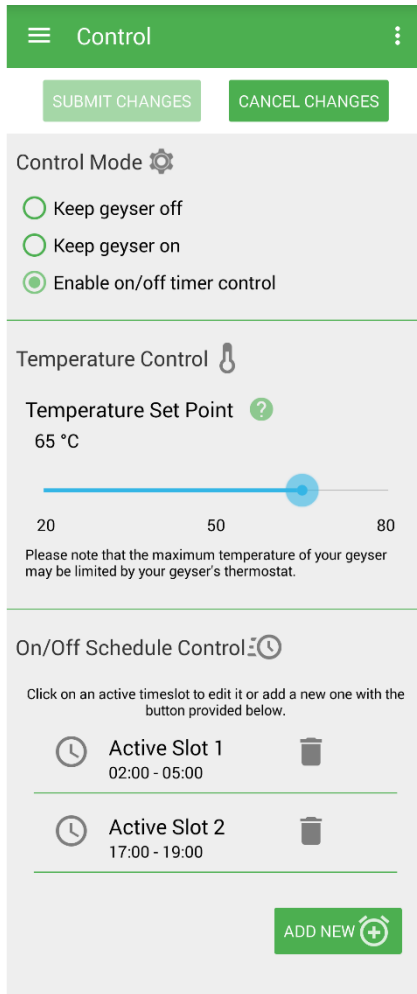 Control
SUBMIT CHANGES
CANCEL CHANGES
Control Mode
Keep geyser off
Keep geyser on
Enable on/off timer control
Temperature Control
Temperature Set Point ?
65 °C
20 50 80
Please note that the maximum temperature of your geyser
may be limited by your geyser's thermostat.
On/Off Schedule Control
Click on an active timeslot to edit it or add a new one with the
button provided below.
Active Slot 1
02:00 - 05:00
Active Slot 2
17:00 - 19:00
ADD NEW